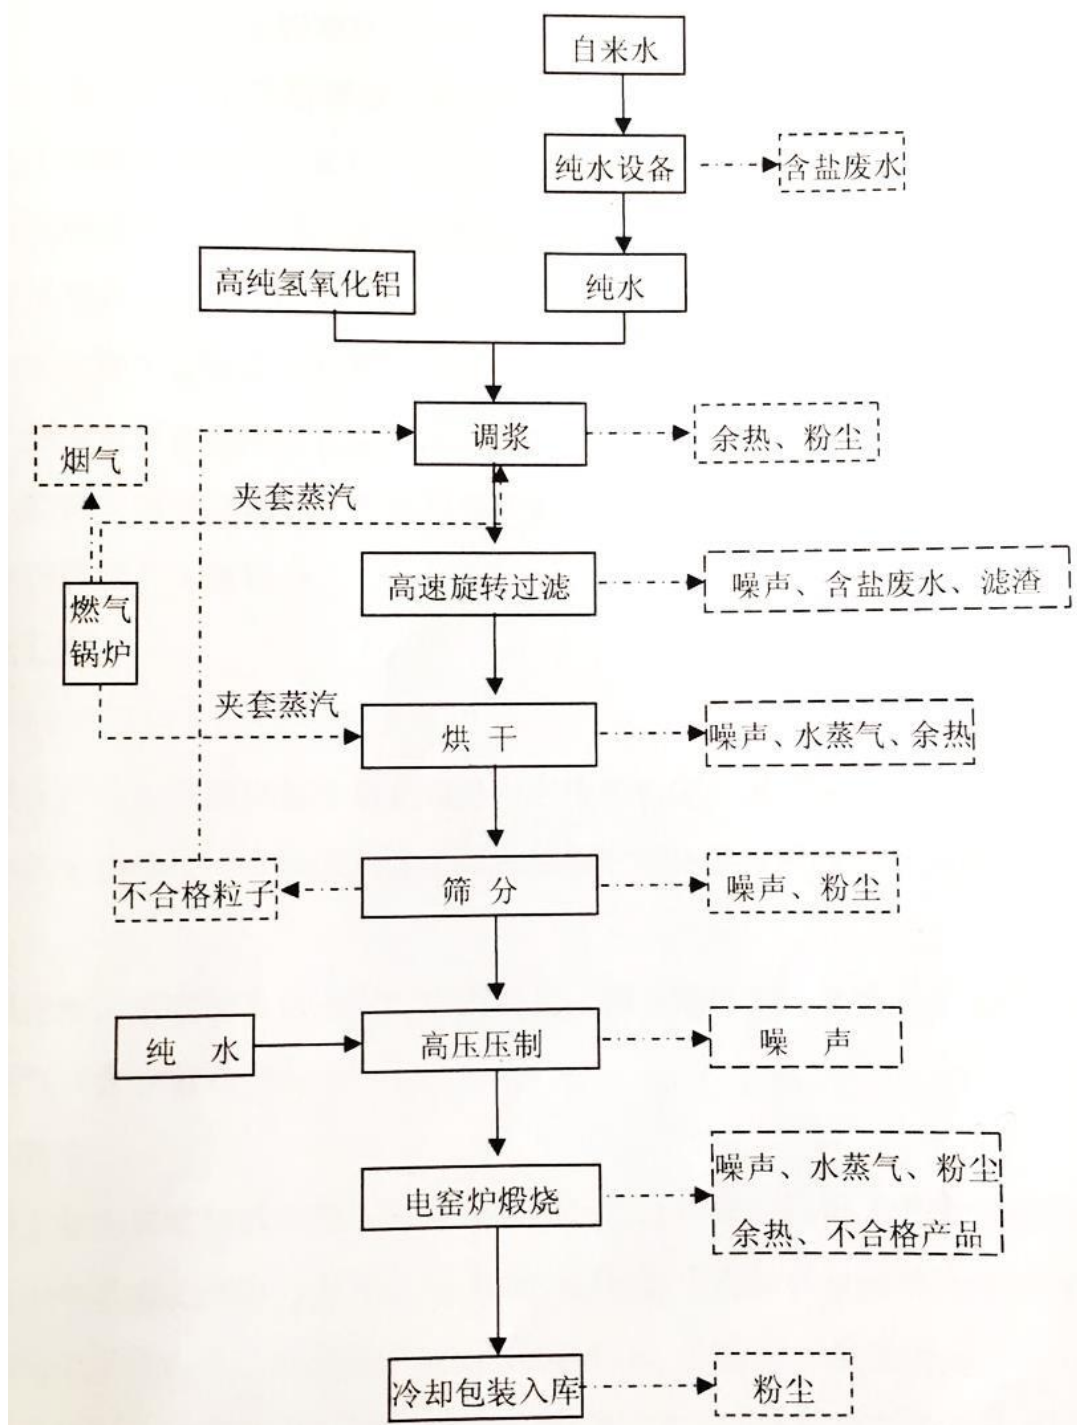 自来水
纯水设备
含盐废水
高纯氢氧化铝
纯水
调浆
余热、粉尘
烟气
夹套蒸汽
高速旋转过滤
噪声、含盐废水、滤渣
燃气
锅炉
夹套蒸汽
烘 干
噪声、水蒸气、余热
不合格粒子
筛 分
噪声、粉尘
纯 水
高压压制
噪 声
电窑炉煅烧
噪声、水蒸气、粉尘
余热、不合格产品
冷却包装入库
粉尘